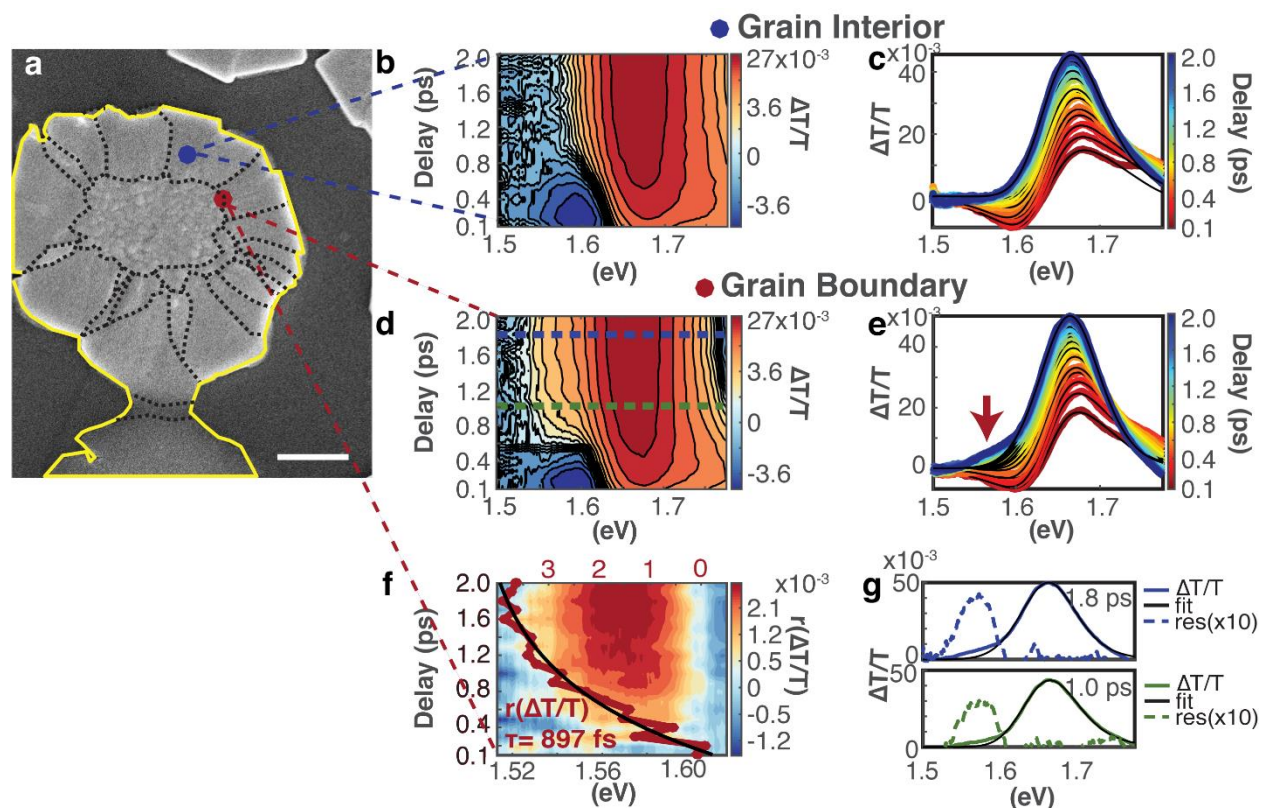 Grain Interior
a
b
Delay (ps)
2.0
1.6
1.2
0.8
0.4
0.1
1.5 1.6 1.7
(eV)
27x10-3
3.6
0
-3.6
ΔT/T
c
x10-3
ΔT/T
40
20
0
1.5 1.6 1.7
(eV)
2.0
1.6
1.2
0.8
0.4
0.1
Delay (ps)
Grain Boundary
d
Delay (ps)
2.0
1.6
1.2
0.8
0.4
0.1
1.5 1.6 1.7
(eV)
27x10-3
3.6
0
-3.6
ΔT/T
e
x10-3
ΔT/T
40
20
0
1.5 1.6 1.7
(eV)
2.0
1.6
1.2
0.8
0.4
0.1
Delay (ps)
f
3 2 1 0
Delay (ps)
2.0
1.6
1.2
0.8
0.4
0.1
r(ΔT/T)
τ= 897 fs
1.52 1.56 1.60
(eV)
x10-3
2.1
1.2
0.5
0
-0.5
-1.2
r(ΔT/T)
g
x10-3
50
1.8 ps
ΔT/T
fit
res(x10)
0
50
1.0 ps
ΔT/T
fit
res(x10)
0
ΔT/T
1.5 1.6 1.7
(eV)